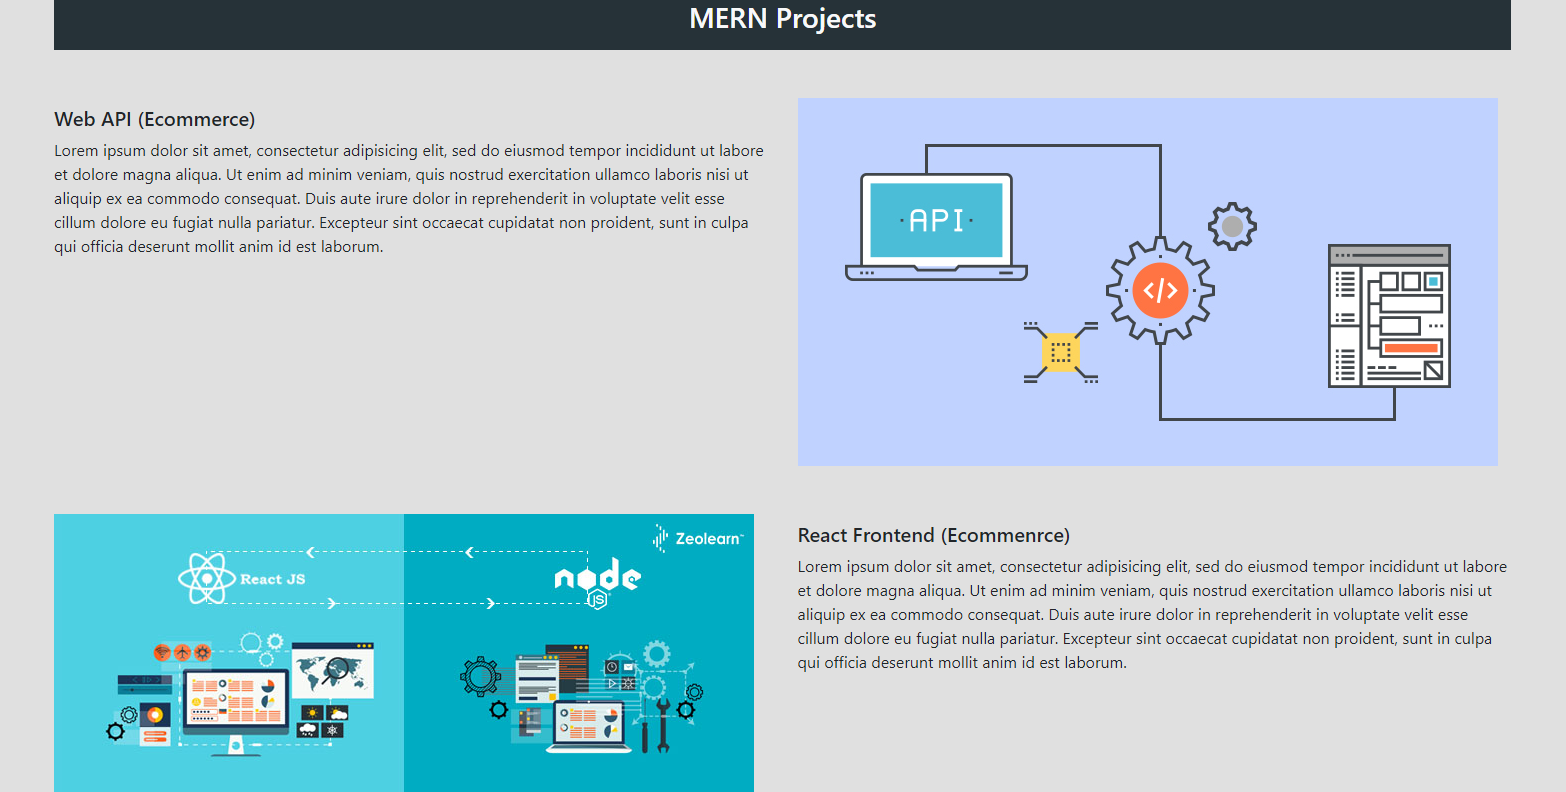 MERN Projects
Web API (Ecommerce)
Lorem ipsum dolor sit amet, consectetur adipisicing elit, sed do eiusmod tempor incididunt ut labore
et dolore magna aliqua. Ut enim ad minim veniam, quis nostrud exercitation ullamco laboris nisi ut
aliquip ex ea commodo consequat. Duis aute irure dolor in reprehenderit in voluptate velit esse
cillum dolore eu fugiat nulla pariatur. Excepteur sint occaecat cupidatat non proident, sunt in culpa
qui officia deserunt mollit anim id est laborum.
· API ·
</>
Zeolearn™
React JS
node
JS
React Frontend (Ecommenrce)
Lorem ipsum dolor sit amet, consectetur adipisicing elit, sed do eiusmod tempor incididunt ut labore
et dolore magna aliqua. Ut enim ad minim veniam, quis nostrud exercitation ullamco laboris nisi ut
aliquip ex ea commodo consequat. Duis aute irure dolor in reprehenderit in voluptate velit esse
cillum dolore eu fugiat nulla pariatur. Excepteur sint occaecat cupidatat non proident, sunt in culpa
qui officia deserunt mollit anim id est laborum.